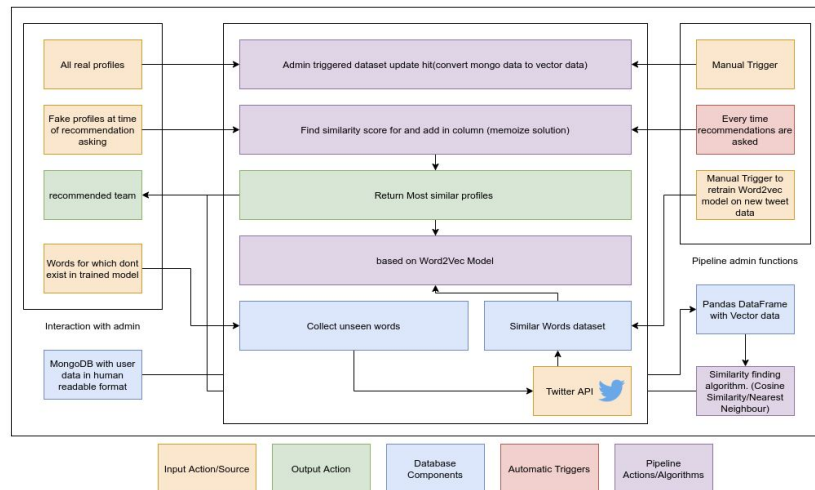 All real profiles
Admin triggered dataset update hit(convert mongo data to vector data)
Manual Trigger
Fake profiles at time
of recommendation
asking
Find similarity score for and add in column (memoize solution)
Every time
recommendations are
asked
recommended team
Return Most similar profiles
Manual Trigger to
retrain Word2vec
model on new tweet
data
Words for which dont
exist in trained model
based on Word2Vec Model
Pipeline admin functions
Interaction with admin
Collect unseen words
Similar Words dataset
Pandas DataFrame
with Vector data
MongoDB with user
data in human
readable format
Twitter API
Similarity finding
algorithm. (Cosine
Similarity/Nearest
Neighbour)
Input Action/Source
Output Action
Database
Components
Automatic Triggers
Pipeline
Actions/Algorithms